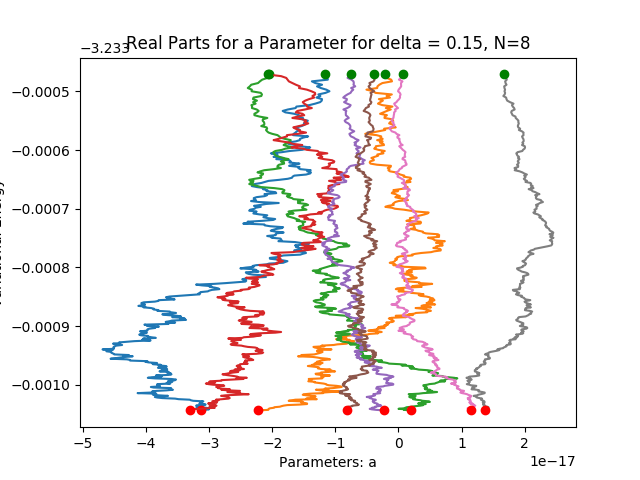 −3.233
Real Parts for a Parameter for delta = 0.15, N=8
−0.0005
−0.0006
−0.0007
−0.0008
−0.0009
−0.0010
−5 −4 −3 −2 −1 0 1 2
1e−17
Parameters: a